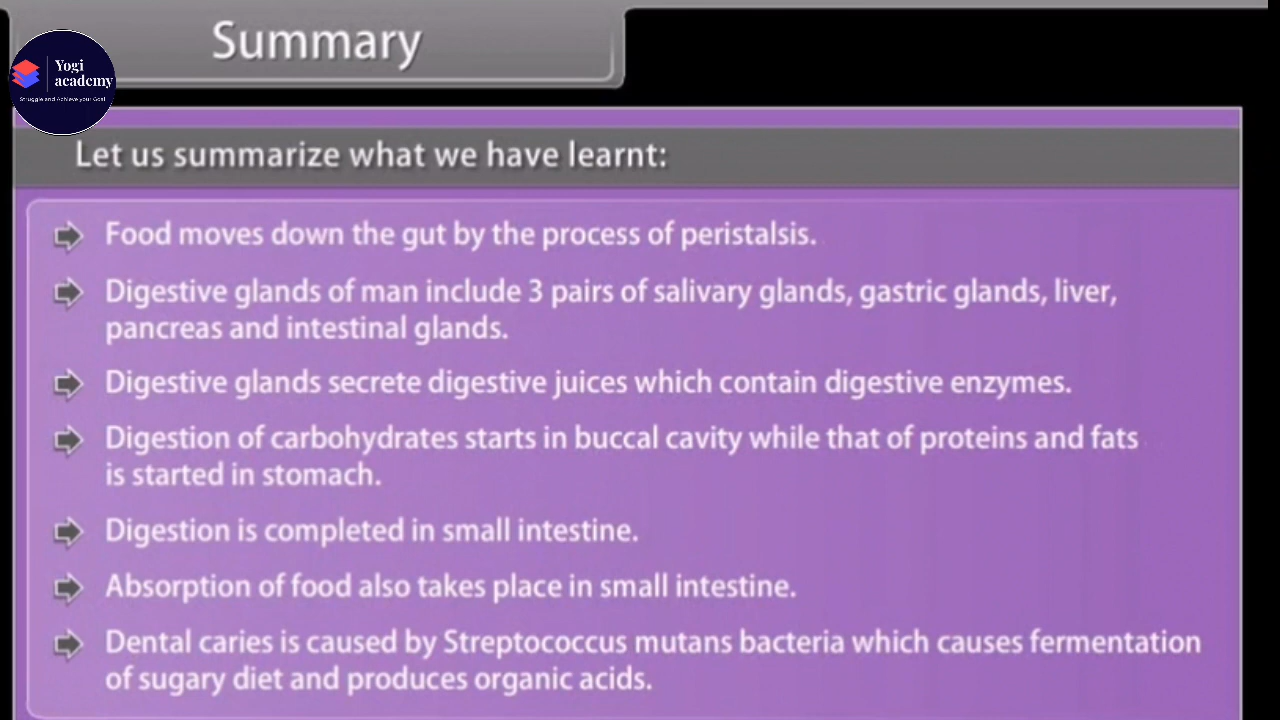 Summary
Yogi
academy
Struggle and Achieve your Goal
Let us summarize what we have learnt:
Food moves down the gut by the process of peristalsis.
Digestive glands of man include 3 pairs of salivary glands, gastric glands, liver,
pancreas and intestinal glands.
Digestive glands secrete digestive juices which contain digestive enzymes.
Digestion of carbohydrates starts in buccal cavity while that of proteins and fats
is started in stomach.
Digestion is completed in small intestine.
Absorption of food also takes place in small intestine.
Dental caries is caused by Streptococcus mutans bacteria which causes fermentation
of sugary diet and produces organic acids.